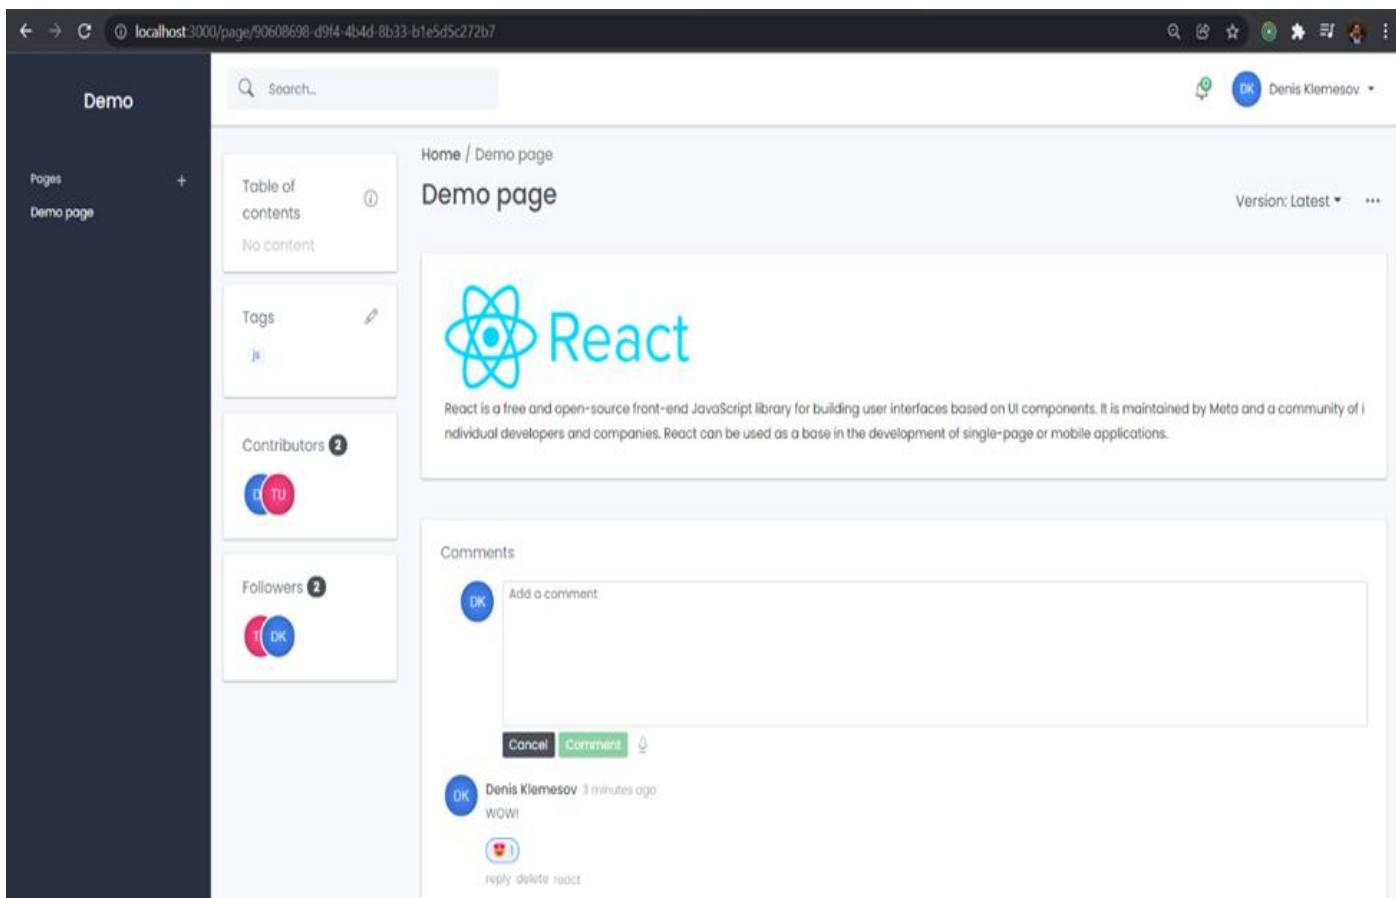 localhost:3000/page/90608698-d9f4-4b4d-8b33-b1e5d5c272b7
Demo
Search...
DK Denis Klemesov
Pages +
Demo page
Home / Demo page
Demo page
Version: Latest
Table of
contents
No content
Tags
js
Contributors 2
D TU
Followers 2
T DK
React
React is a free and open-source front-end JavaScript library for building user interfaces based on UI components. It is maintained by Meta and a community of i
ndividual developers and companies. React can be used as a base in the development of single-page or mobile applications.
Comments
DK
Add a comment
Cancel Comment
DK
Denis Klemesov 3 minutes ago
WOW!
1
reply delete react